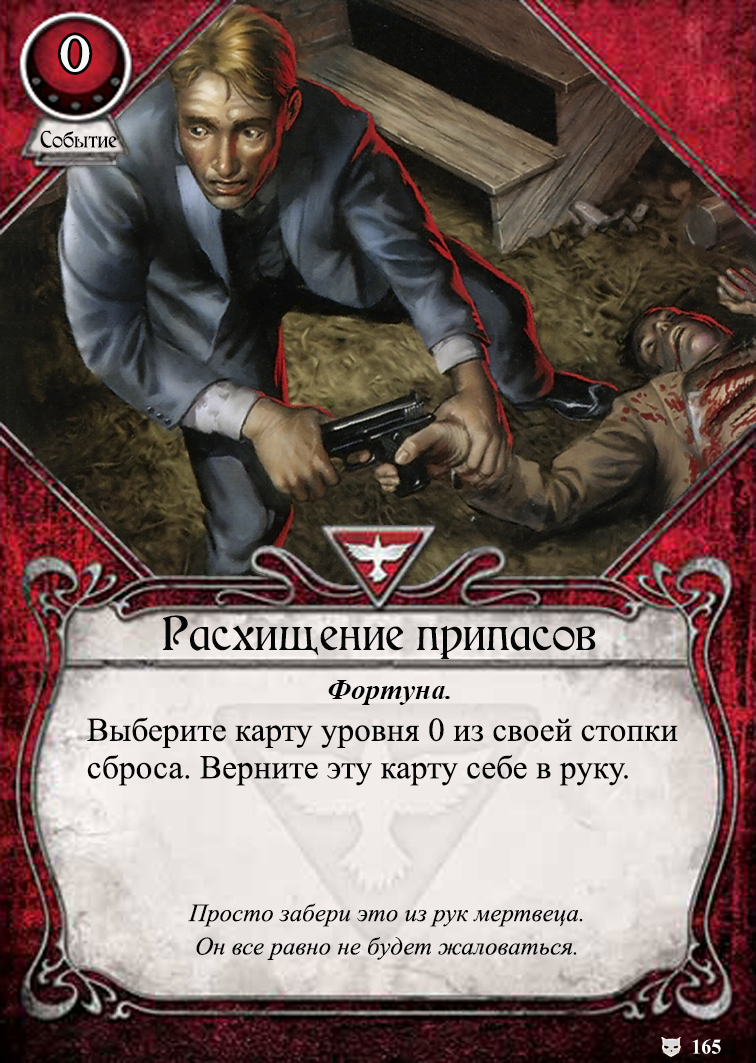 0
Событие
Расхищение припасов
Фортуна.
Выберите карту уровня 0 из своей стопки
сброса. Верните эту карту себе в руку.
Просто забери это из рук мертвеца.
Он все равно не будет жаловаться.
165